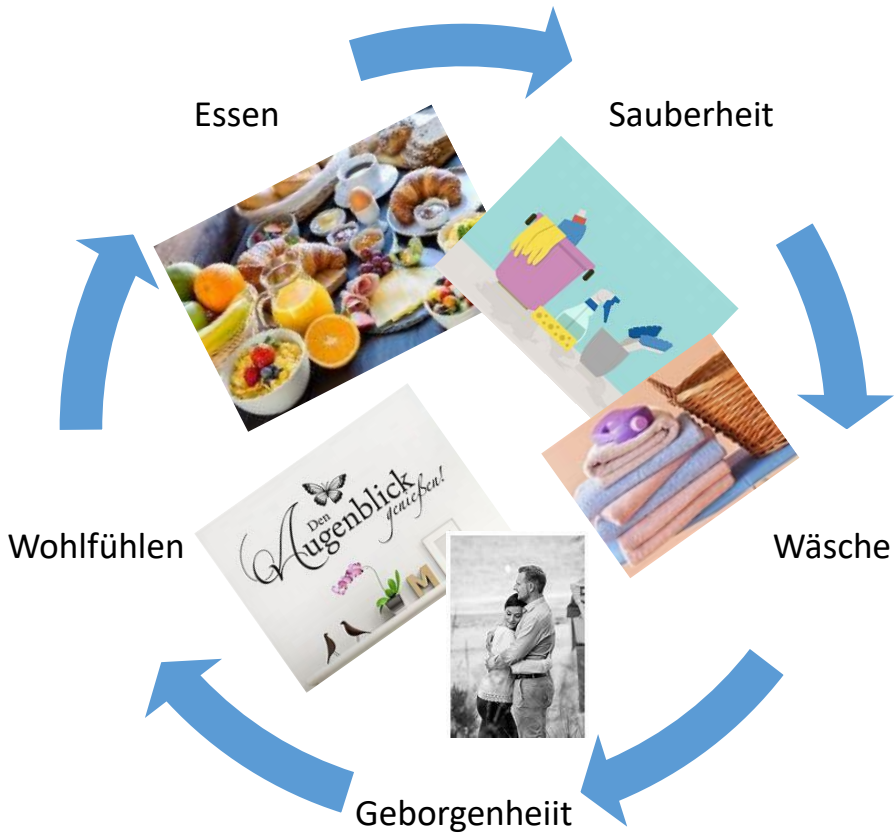 Essen
Sauberheit
Wäsche
Geborgenheiit
Wohlfühlen
Den
Augenblick
genießen!
M